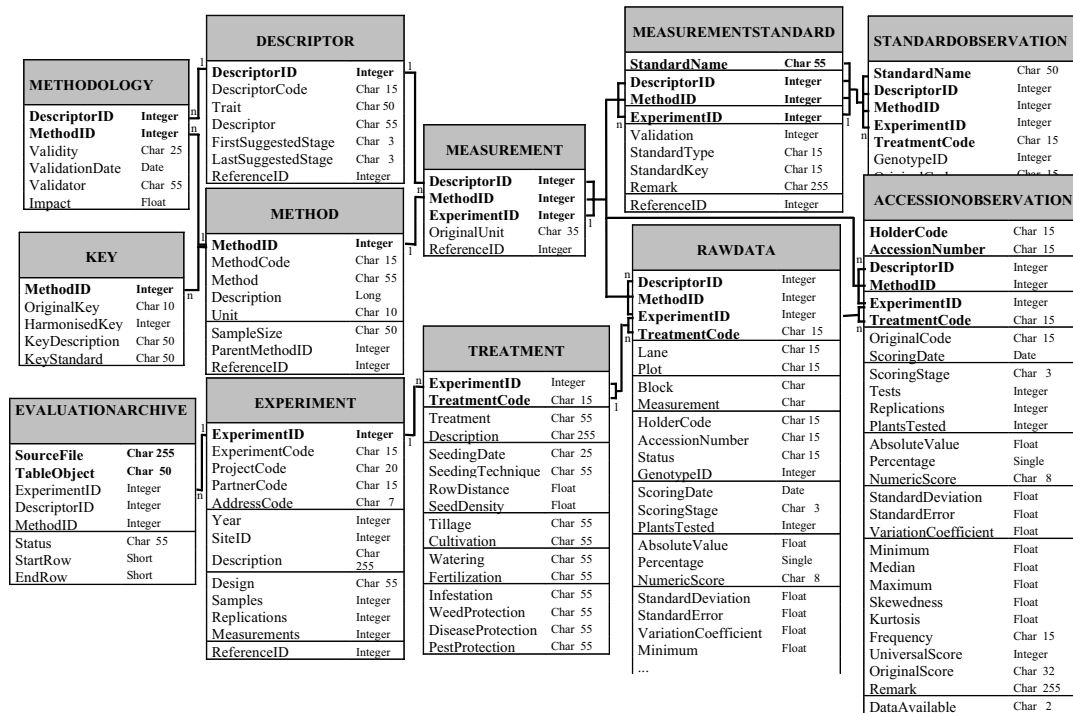 METHODOLOGY
DescriptorID Integer
MethodID Integer
Validity Char 25
ValidationDate Date
Validator Char 55
Impact Float
KEY
MethodID Integer
OriginalKey Char 10
HarmonisedKey Integer
KeyDescription Char 50
KeyStandard Char 50
EVALUATIONARCHIVE
SourceFile Char 255
TableObject Char 50
ExperimentID Integer
DescriptorID Integer
MethodID Integer
Status Char 55
StartRow Short
EndRow Short
DESCRIPTOR
DescriptorID Integer
DescriptorCode Char 15
Trait Char 50
Descriptor Char 55
FirstSuggestedStage Char 3
LastSuggestedStage Char 3
ReferenceID Integer
METHOD
MethodID Integer
MethodCode Char 15
Method Char 55
Description Long
Unit Char 10
SampleSize Char 50
ParentMethodID Integer
ReferenceID Integer
EXPERIMENT
ExperimentID Integer
ExperimentCode Char 15
ProjectCode Char 20
PartnerCode Char 15
AddressCode Char 7
Year Integer
SiteID Integer
Description Char
255
Design Char 55
Samples Integer
Replications Integer
Measurements Integer
ReferenceID Integer
MEASUREMENT
DescriptorID Integer
MethodID Integer
ExperimentID Integer
OriginalUnit Char 35
ReferenceID Integer
TREATMENT
ExperimentID Integer
TreatmentCode Char 15
Treatment Char 55
Description Char 255
SeedingDate Char 25
SeedingTechnique Char 55
RowDistance Float
SeedDensity Float
Tillage Char 55
Cultivation Char 55
Watering Char 55
Fertilization Char 55
Infestation Char 55
WeedProtection Char 55
DiseaseProtection Char 55
PestProtection Char 55
MEASUREMENTSTANDARD
StandardName Char 55
DescriptorID Integer
MethodID Integer
ExperimentID Integer
Validation Integer
StandardType Char 15
StandardKey Char 15
Remark Char 255
ReferenceID Integer
RAWDATA
DescriptorID Integer
MethodID Integer
ExperimentID Integer
TreatmentCode Char 15
Lane Char 15
Plot Char 15
Block Char
Measurement Char
HolderCode Char 15
AccessionNumber Char 15
Status Char 15
GenotypeID Integer
ScoringDate Date
ScoringStage Char 3
PlantsTested Integer
AbsoluteValue Float
Percentage Single
NumericScore Char 8
StandardDeviation Float
StandardError Float
VariationCoefficient Float
Minimum Float
...
STANDARDOBSERVATION
StandardName Char 50
DescriptorID Integer
MethodID Integer
ExperimentID Integer
TreatmentCode Char 15
GenotypeID Integer
OriginalCode Char 15
ACCESSIONOBSERVATION
HolderCode Char 15
AccessionNumber Char 15
DescriptorID Integer
MethodID Integer
ExperimentID Integer
TreatmentCode Char 15
OriginalCode Char 15
ScoringDate Date
ScoringStage Char 3
Tests Integer
Replications Integer
PlantsTested Integer
AbsoluteValue Float
Percentage Single
NumericScore Char 8
StandardDeviation Float
StandardError Float
VariationCoefficient Float
Minimum Float
Median Float
Maximum Float
Skewedness Float
Kurtosis Float
Frequency Char 15
UniversalScore Integer
OriginalScore Char 32
Remark Char 255
DataAvailable Char 2
1
n
n
1
n
1
n
1
n
1
n
1
n
1
n
1
n
1
n
n
1
n
n
n